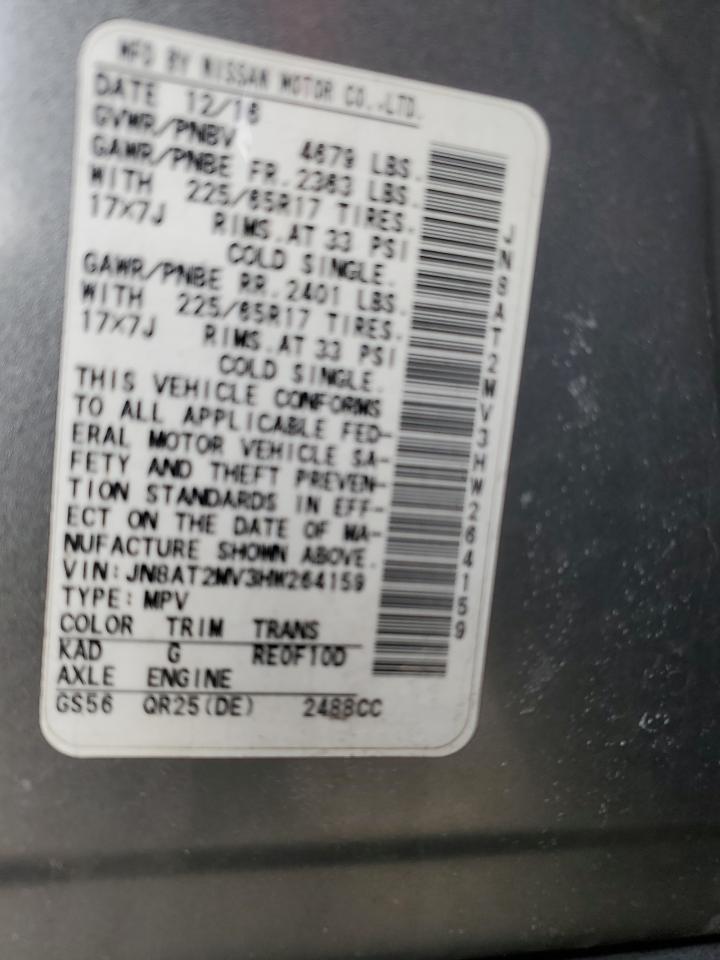 MFD BY NISSAN MOTOR CO.,LTD.
DATE 12/16
GVWR/PNBV 4679 LBS.
GAWR/PNBE FR.2363 LBS.
WITH 225/65R17 TIRES.
17X7J RIMS.AT 33 PSI
COLD SINGLE.
GAWR/PNBE RR.2401 LBS.
WITH 225/65R17 TIRES.
17X7J RIMS.AT 33 PSI
COLD SINGLE.
THIS VEHICLE CONFORMS
TO ALL APPLICABLE FED-
ERAL MOTOR VEHICLE SA-
FETY AND THEFT PREVEN-
TION STANDARDS IN EFF-
ECT ON THE DATE OF MA-
NUFACTURE SHOWN ABOVE.
VIN:JN8AT2MV3HW264159
TYPE:MPV
COLOR TRIM TRANS
KAD G RE0F10D
AXLE ENGINE
GS56 QR25(DE) 2488CC
JN8AT2MV3HW264159